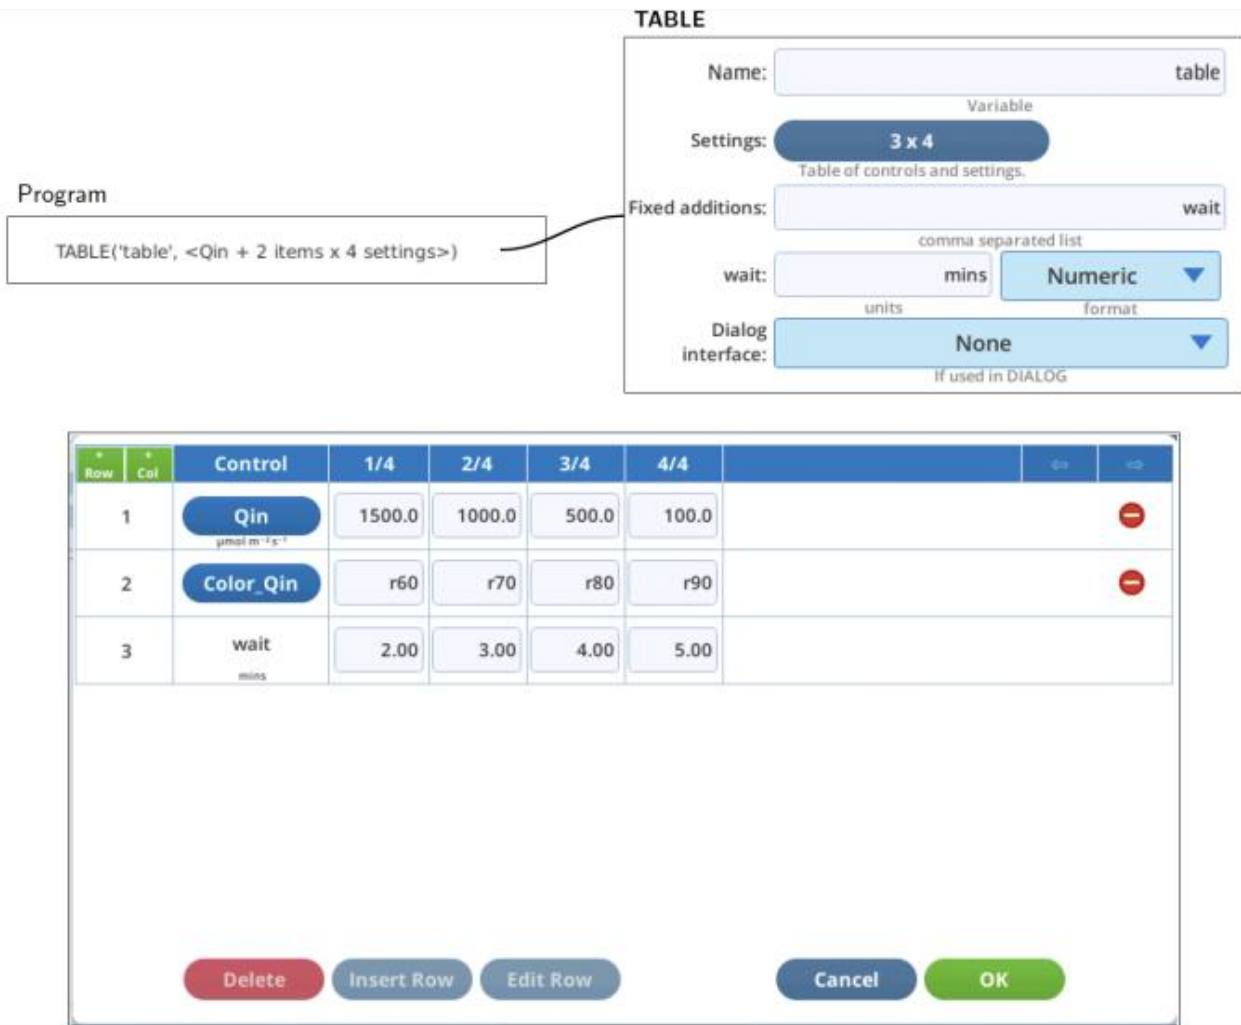 TABLE
Name: table
Variable
Settings: 3 x 4
Table of controls and settings.
Program
Fixed additions: wait
comma separated list
TABLE('table', <Qin + 2 items x 4 settings>)
wait: mins Numeric
units format
Dialog interface: None
If used in DIALOG
+ Row + Col Control 1/4 2/4 3/4 4/4
1 Qin 1500.0 1000.0 500.0 100.0
µmol m⁻² s⁻¹
2 Color_Qin r60 r70 r80 r90
3 wait 2.00 3.00 4.00 5.00
mins
Delete Insert Row Edit Row Cancel OK